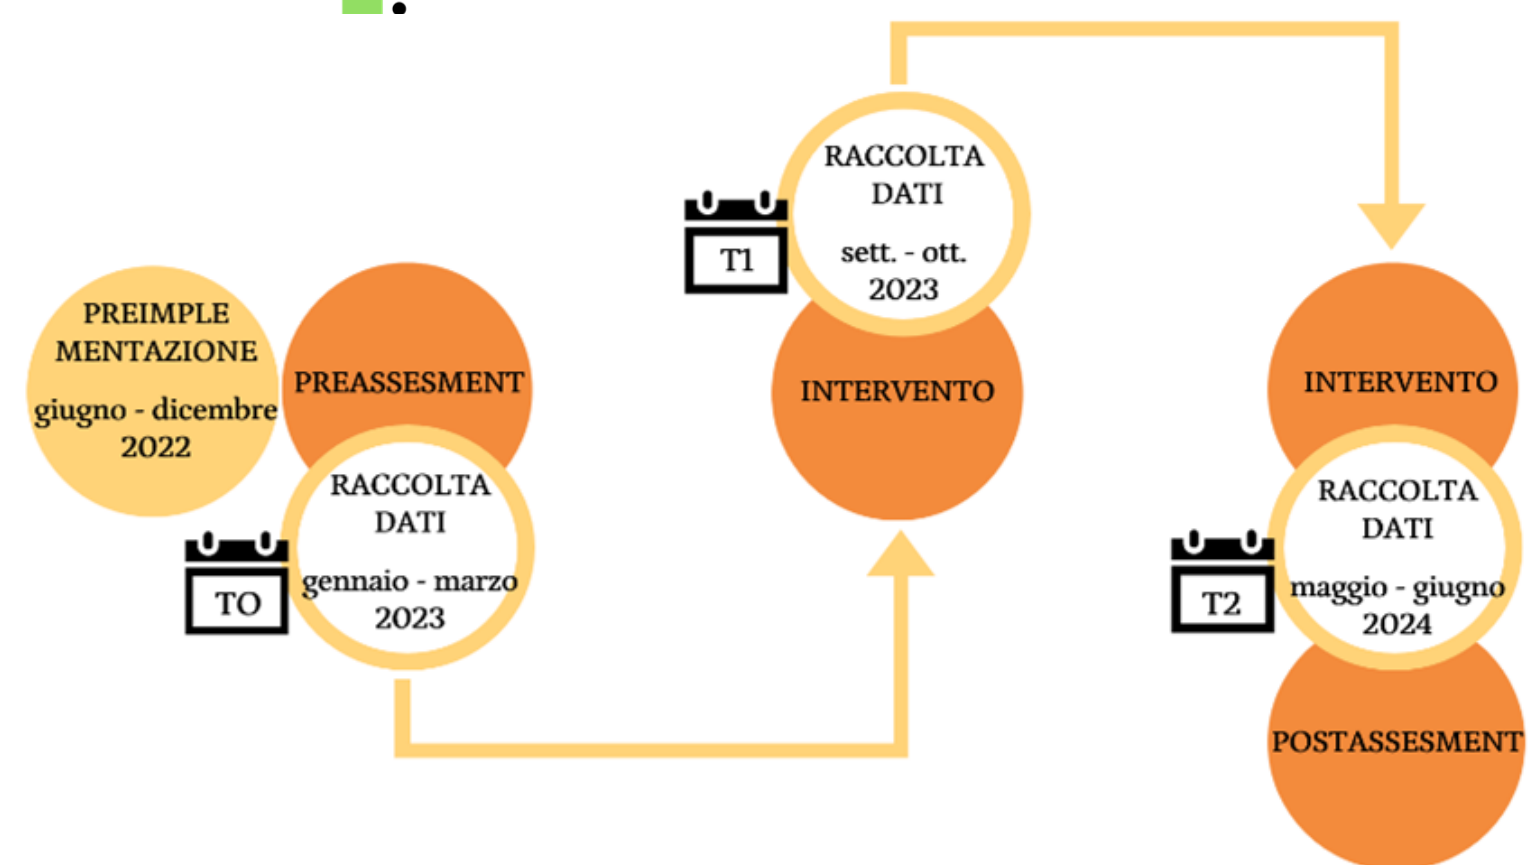 PREIMPLE
MENTAZIONE
giugno - dicembre
2022
PREASSESMENT
RACCOLTA
DATI
gennaio - marzo
2023
TO
RACCOLTA
DATI
sett. - ott.
2023
T1
INTERVENTO
INTERVENTO
RACCOLTA
DATI
maggio - giugno
2024
T2
POSTASSESMENT